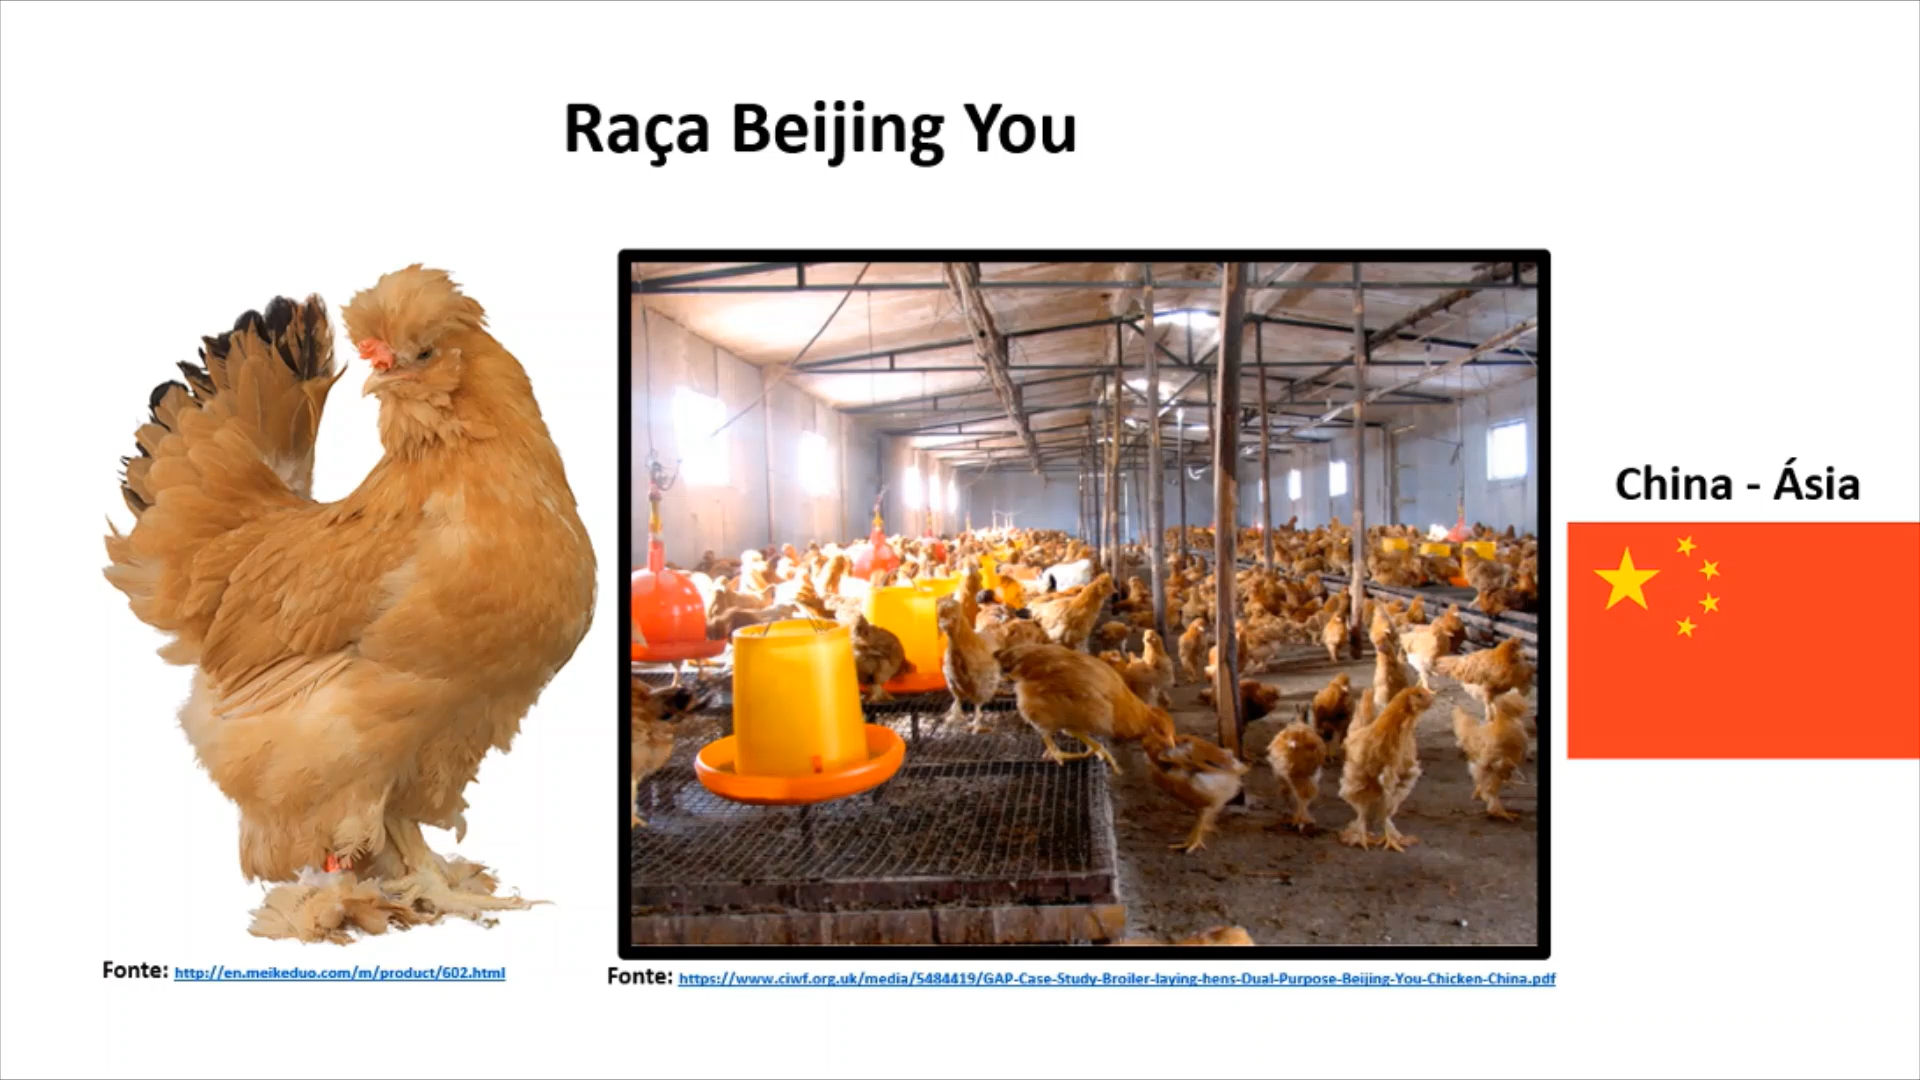 Raça Beijing You
China - Ásia
Fonte: http://en.meikeduo.com/m/product/602.html
Fonte: https://www.ciwf.org.uk/media/5484419/GAP-Case-Study-Broiler-laying-hens-Dual-Purpose-Beijing-You-Chicken-China.pdf